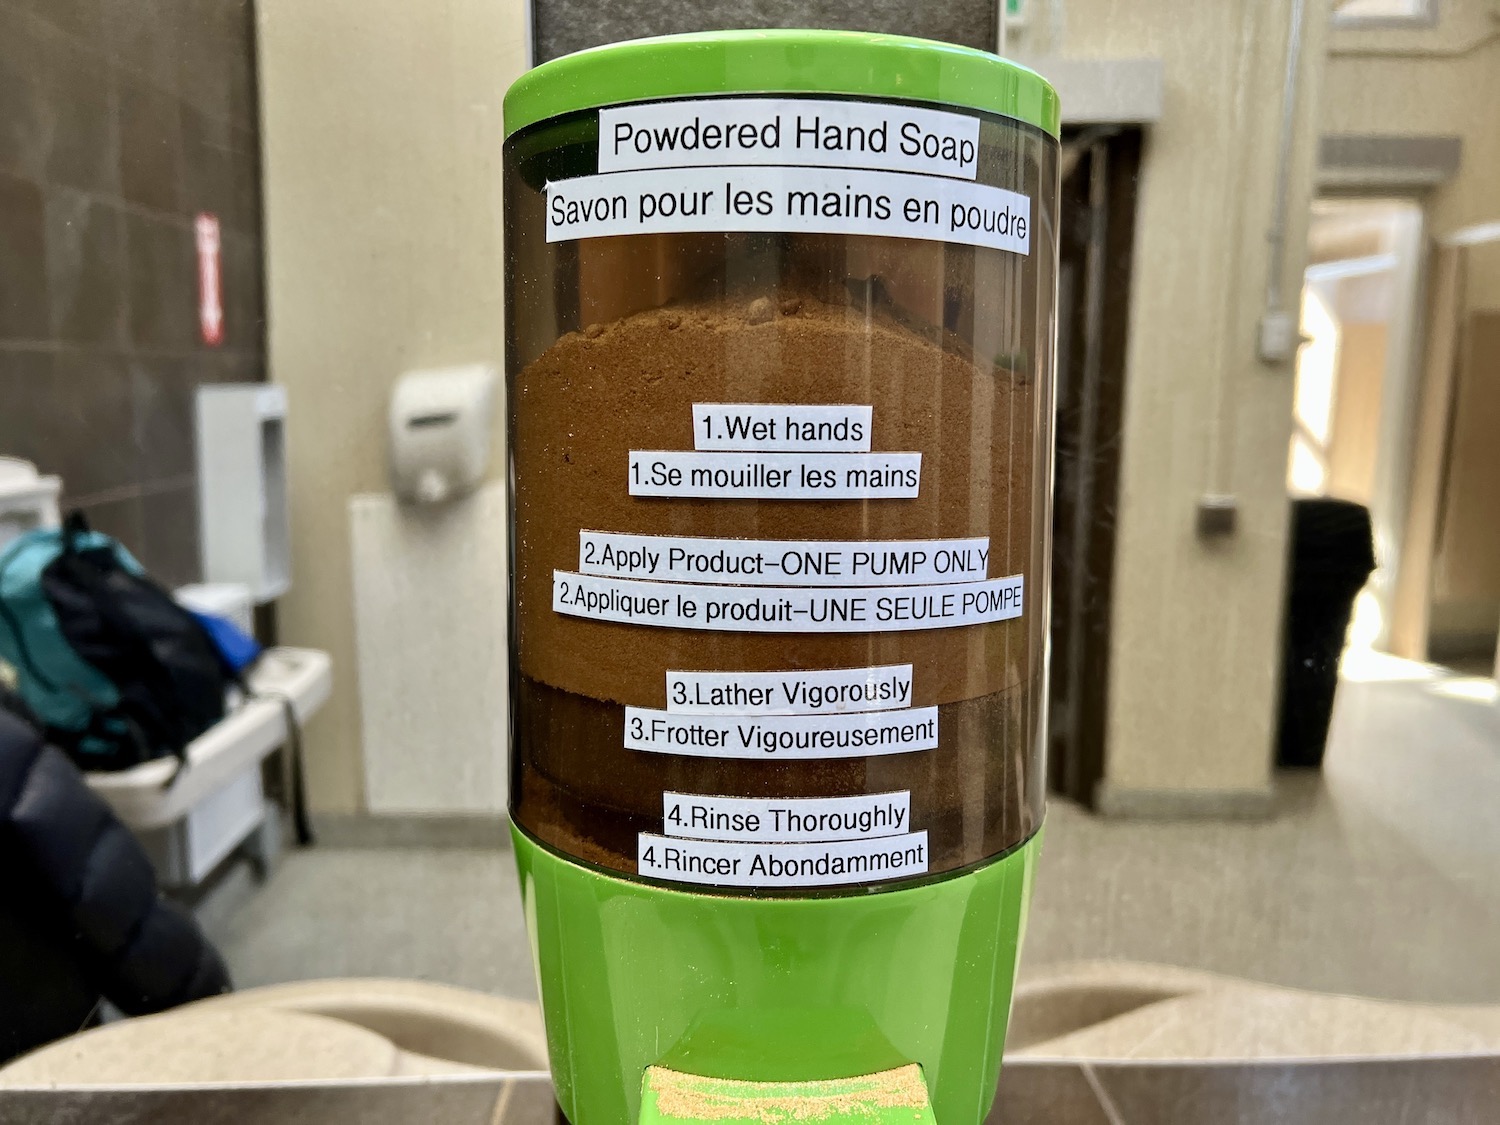 Powdered Hand Soap
Savon pour les mains en poudre
1.Wet hands
1.Se mouiller les mains
2.Apply Product-ONE PUMP ONLY
2.Appliquer le produit-UNE SEULE POMPE
3.Lather Vigorously
3.Frotter Vigoureusement
4.Rinse Thoroughly
4.Rincer Abondamment